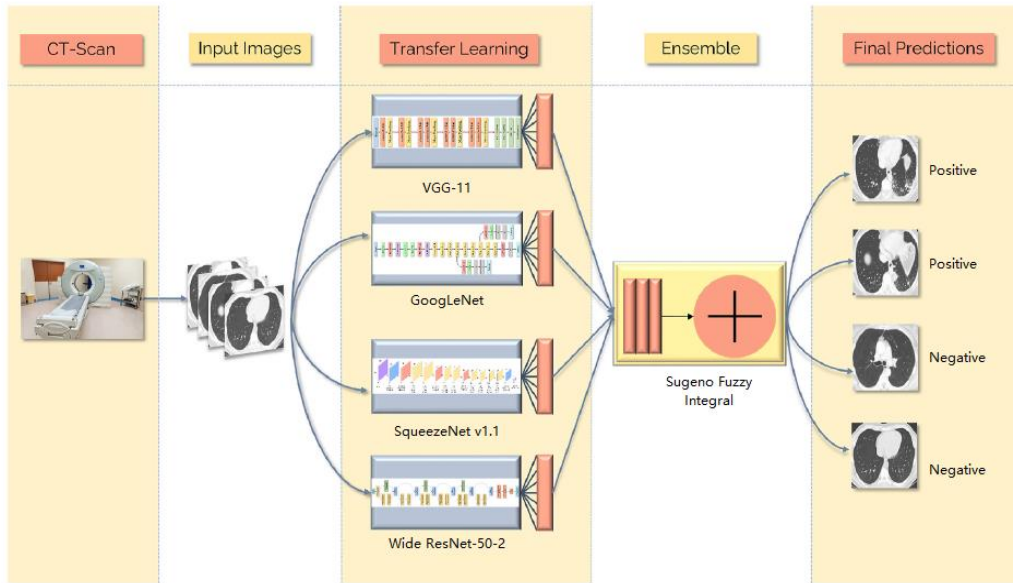 CT-Scan
Input Images
Transfer Learning
Ensemble
Final Predictions
VGG-11
GoogLeNet
SqueezeNet v1.1
Wide ResNet-50-2
Sugeno Fuzzy
Integral
Positive
Positive
Negative
Negative